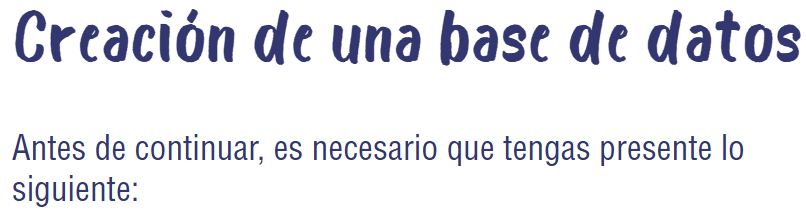 Creación de una base de datos
Antes de continuar, es necesario que tengas presente lo
siguiente: